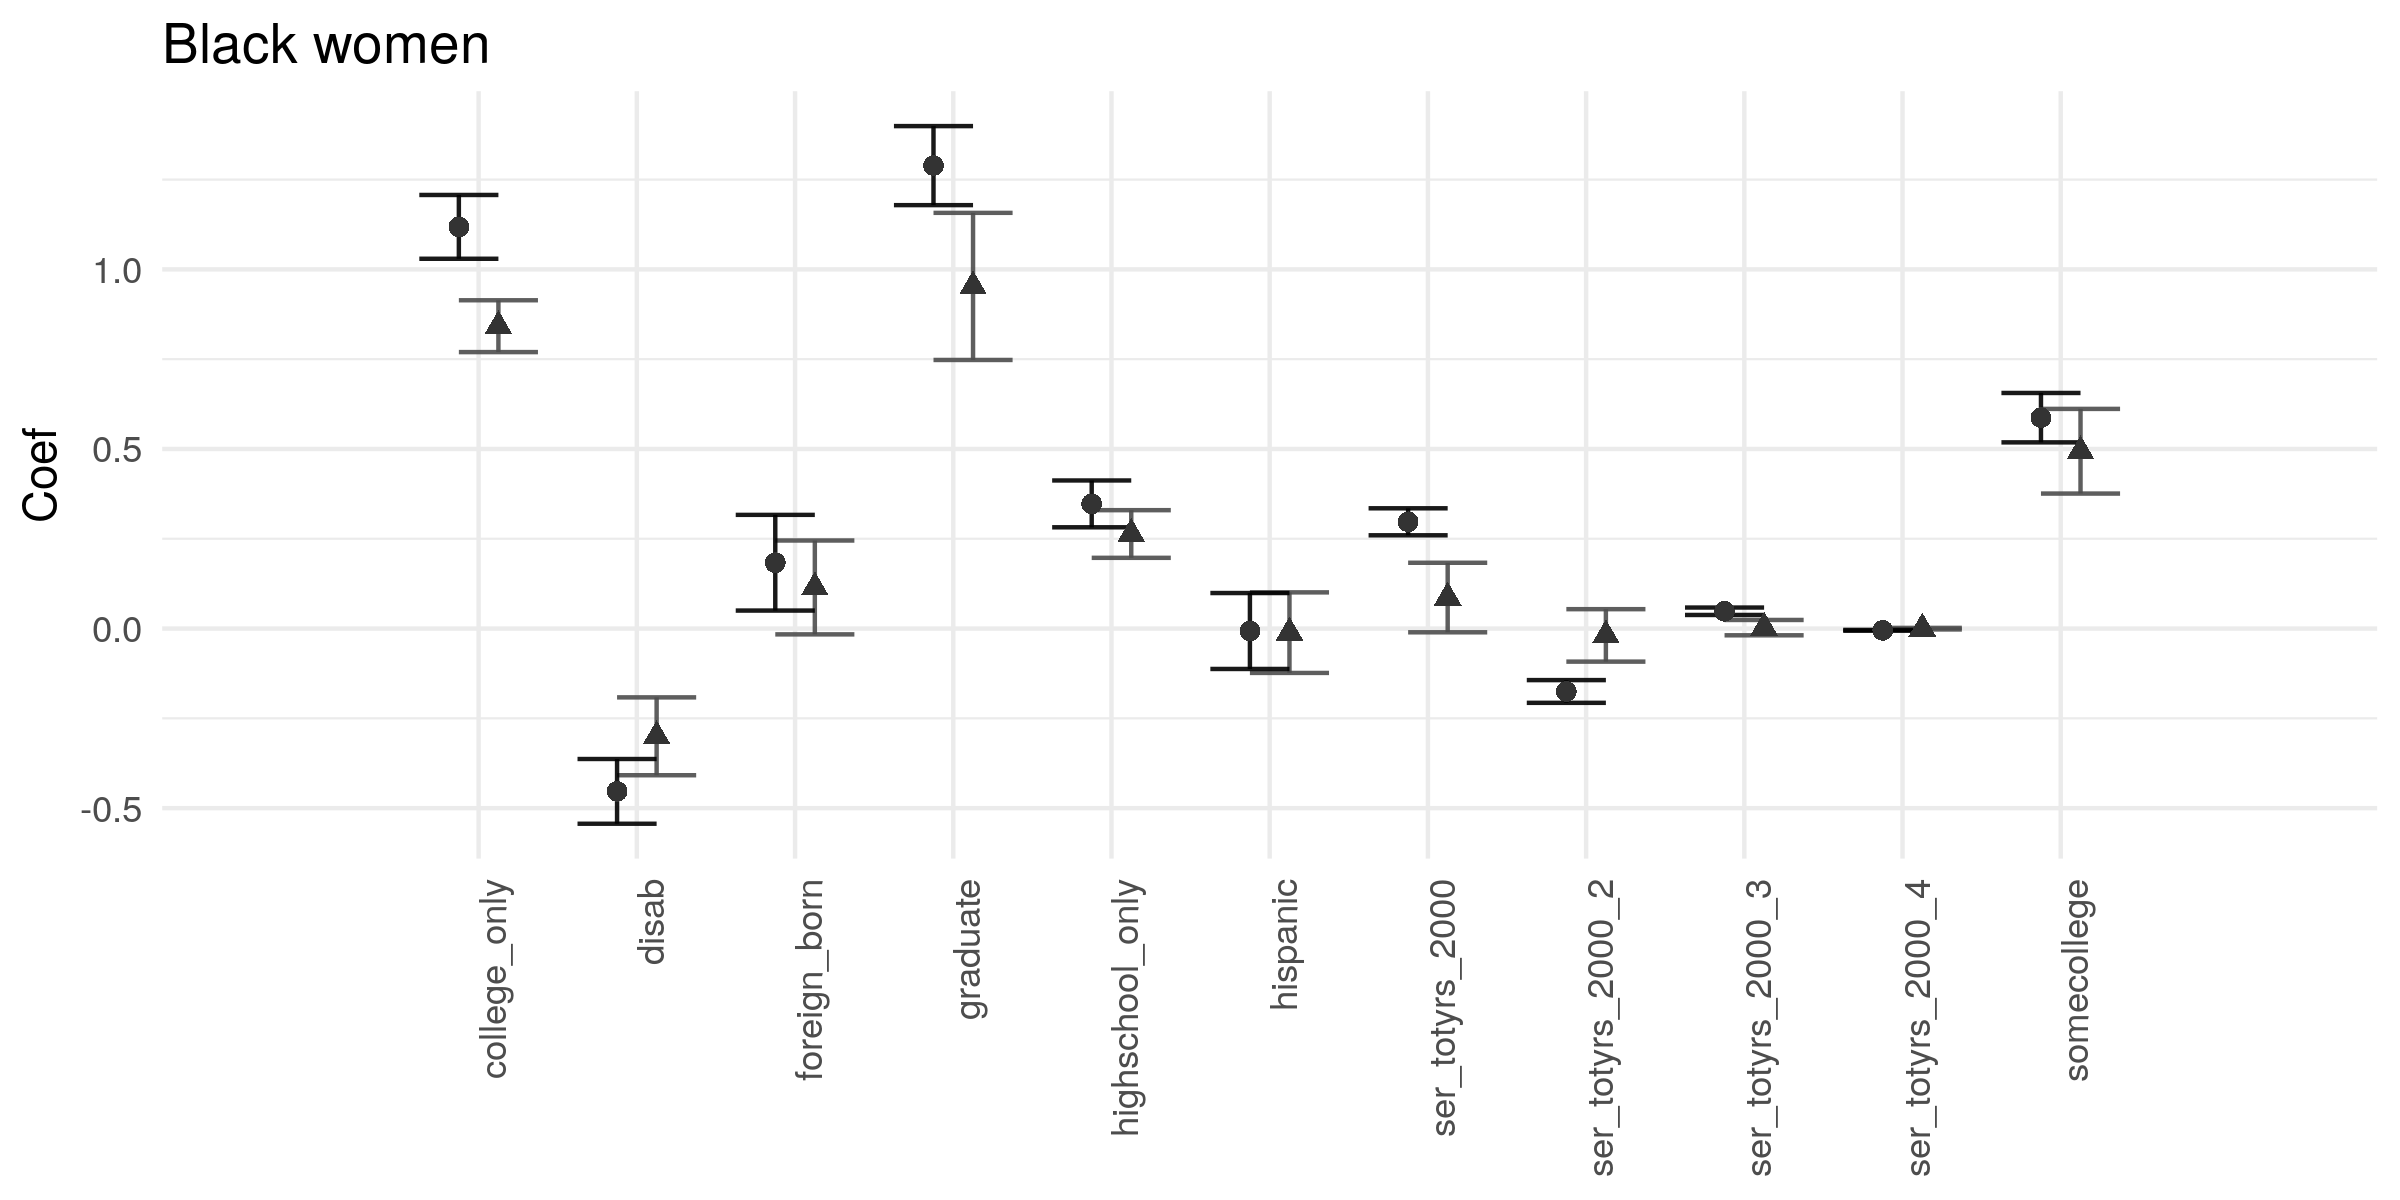 Black women
Coef
1.0
0.5
0.0
-0.5
college_only
disab
foreign_born
graduate
highschool_only
hispanic
ser_totyrs_2000
ser_totyrs_2000_2
ser_totyrs_2000_3
ser_totyrs_2000_4
somecollege